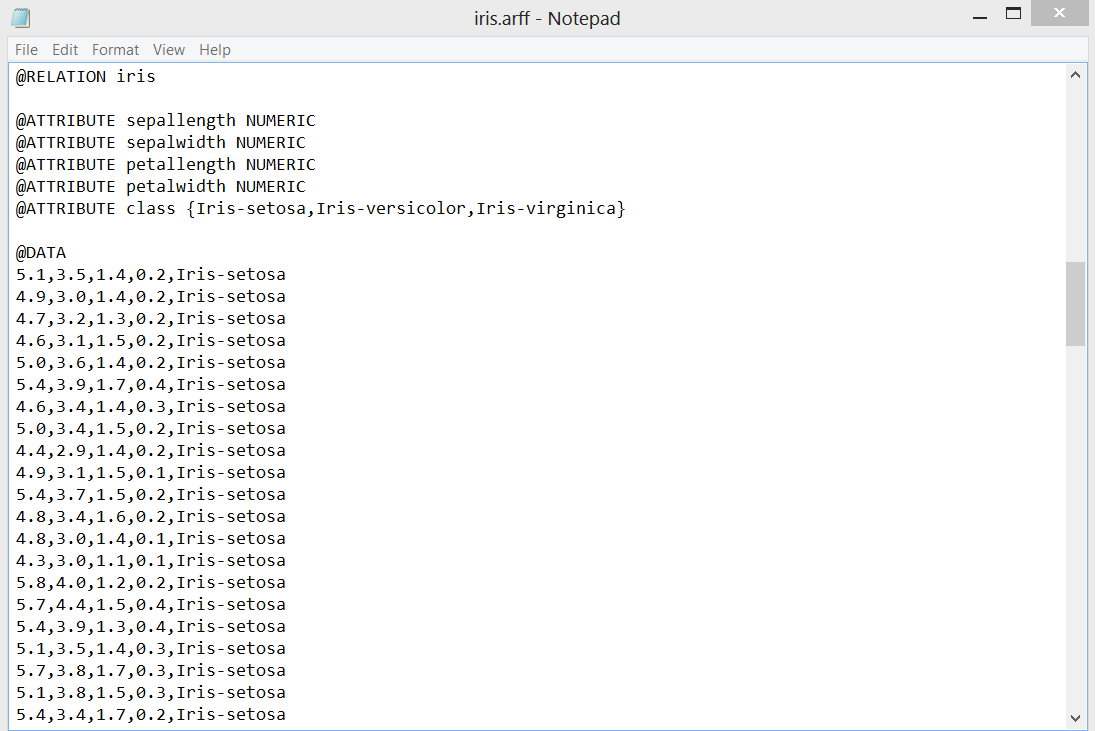 iris.arff - Notepad
File Edit Format View Help
@RELATION iris
@ATTRIBUTE sepallength NUMERIC
@ATTRIBUTE sepalwidth NUMERIC
@ATTRIBUTE petallength NUMERIC
@ATTRIBUTE petalwidth NUMERIC
@ATTRIBUTE class {Iris-setosa,Iris-versicolor,Iris-virginica}
@DATA
5.1,3.5,1.4,0.2,Iris-setosa
4.9,3.0,1.4,0.2,Iris-setosa
4.7,3.2,1.3,0.2,Iris-setosa
4.6,3.1,1.5,0.2,Iris-setosa
5.0,3.6,1.4,0.2,Iris-setosa
5.4,3.9,1.7,0.4,Iris-setosa
4.6,3.4,1.4,0.3,Iris-setosa
5.0,3.4,1.5,0.2,Iris-setosa
4.4,2.9,1.4,0.2,Iris-setosa
4.9,3.1,1.5,0.1,Iris-setosa
5.4,3.7,1.5,0.2,Iris-setosa
4.8,3.4,1.6,0.2,Iris-setosa
4.8,3.0,1.4,0.1,Iris-setosa
4.3,3.0,1.1,0.1,Iris-setosa
5.8,4.0,1.2,0.2,Iris-setosa
5.7,4.4,1.5,0.4,Iris-setosa
5.4,3.9,1.3,0.4,Iris-setosa
5.1,3.5,1.4,0.3,Iris-setosa
5.7,3.8,1.7,0.3,Iris-setosa
5.1,3.8,1.5,0.3,Iris-setosa
5.4,3.4,1.7,0.2,Iris-setosa